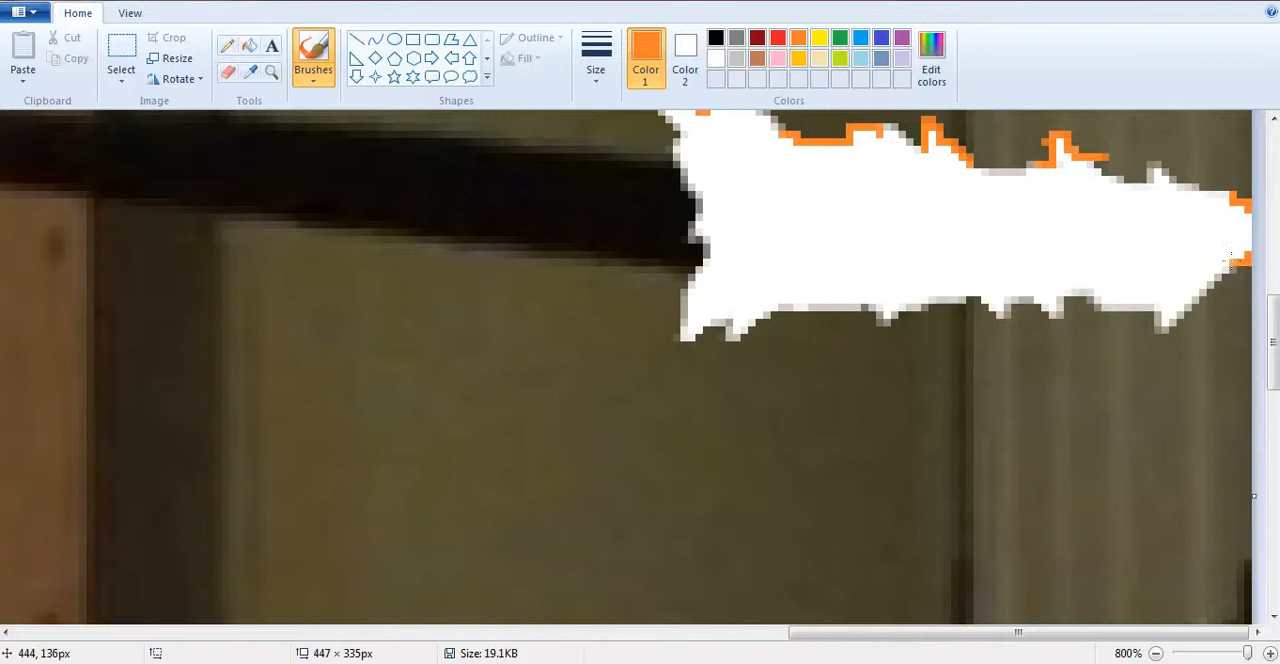 Home View
Paste
Cut
Copy
Clipboard
Select
Crop
Resize
Rotate
Image
A
Tools
Brushes
Outline
Fill
Shapes
Size
Color
1
Color
2
Edit
colors
Colors
444, 136px
447 × 335px
Size: 19.1KB
800%